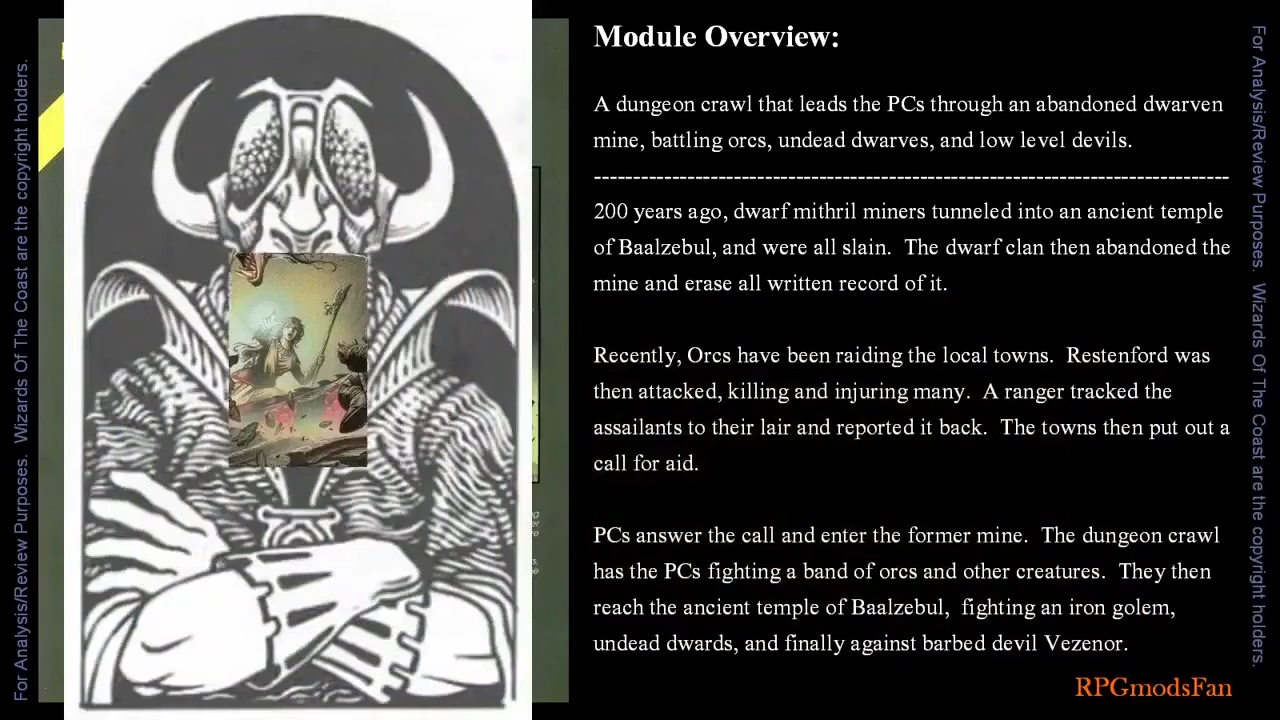 Module Overview:
A dungeon crawl that leads the PCs through an abandoned dwarven
mine, battling orcs, undead dwarves, and low level devils.
--------------------------------------------------------------------------------
200 years ago, dwarf mithril miners tunneled into an ancient temple
of Baalzebul, and were all slain.  The dwarf clan then abandoned the
mine and erase all written record of it.
Recently, Orcs have been raiding the local towns.  Restenford was
then attacked, killing and injuring many.  A ranger tracked the
assailants to their lair and reported it back.  The towns then put out a
call for aid.
PCs answer the call and enter the former mine.  The dungeon crawl
has the PCs fighting a band of orcs and other creatures.  They then
reach the ancient temple of Baalzebul,  fighting an iron golem,
undead dwards, and finally against barbed devil Vezenor.
RPGmodsFan
For Analysis/Review Purposes.  Wizards Of The Coast are the copyright holders.
For Analysis/Review Purposes.  Wizards Of The Coast are the copyright holders.